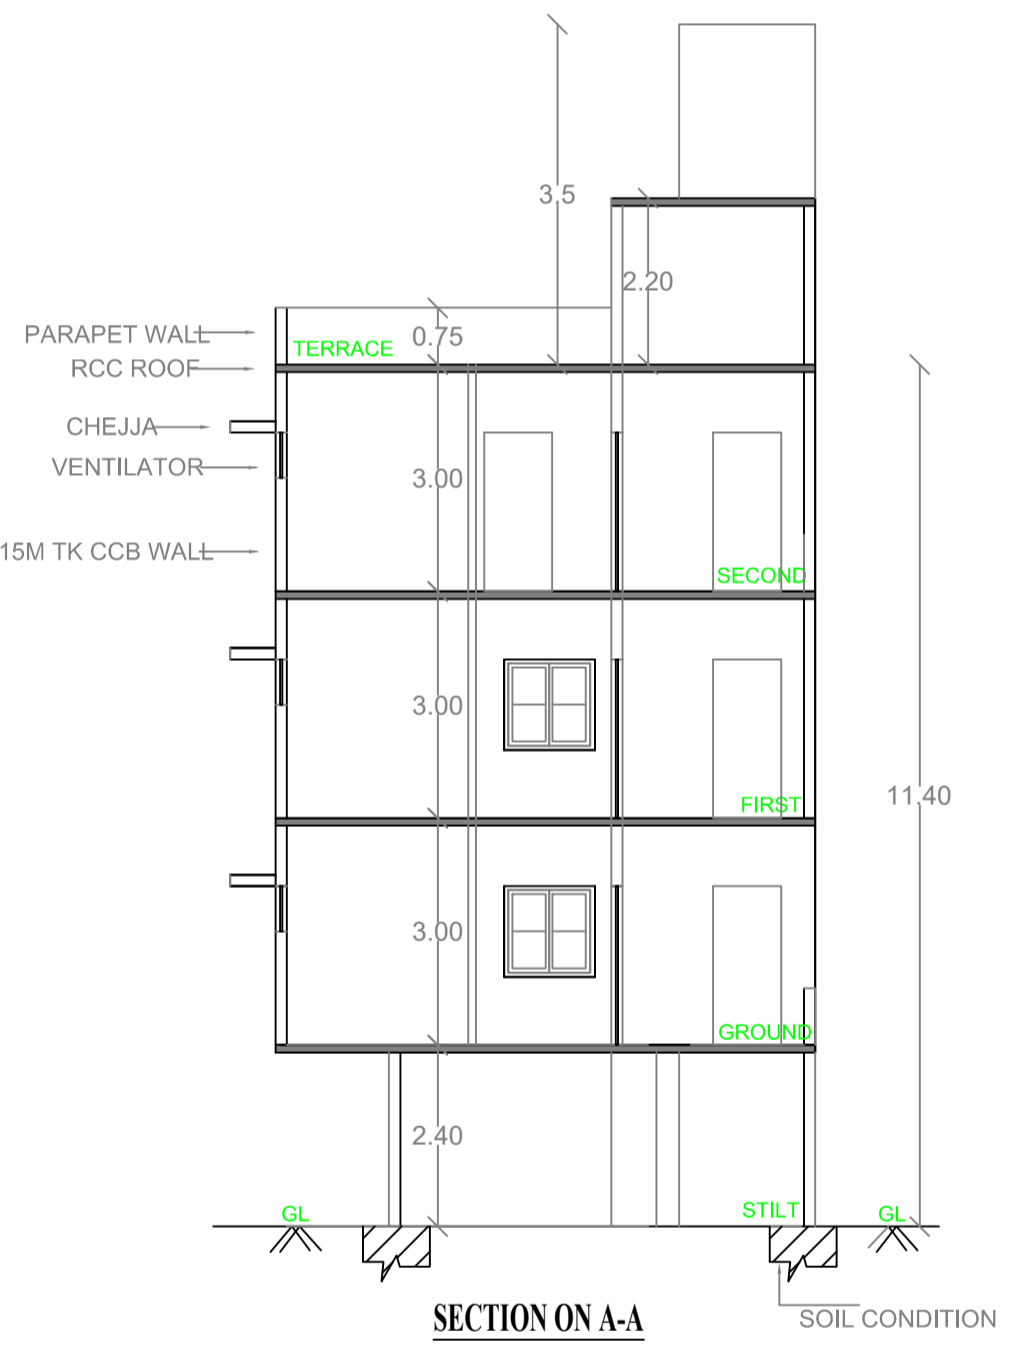 3.5
2.20
PARAPET WALL
0.75
TERRACE
RCC ROOF
CHEJJA
VENTILATOR
3.00
15M TK CCB WALL
SECOND
3.00
11.40
FIRST
3.00
GROUND
2.40
STILT
GL
GL
SECTION ON A-A
SOIL CONDITION